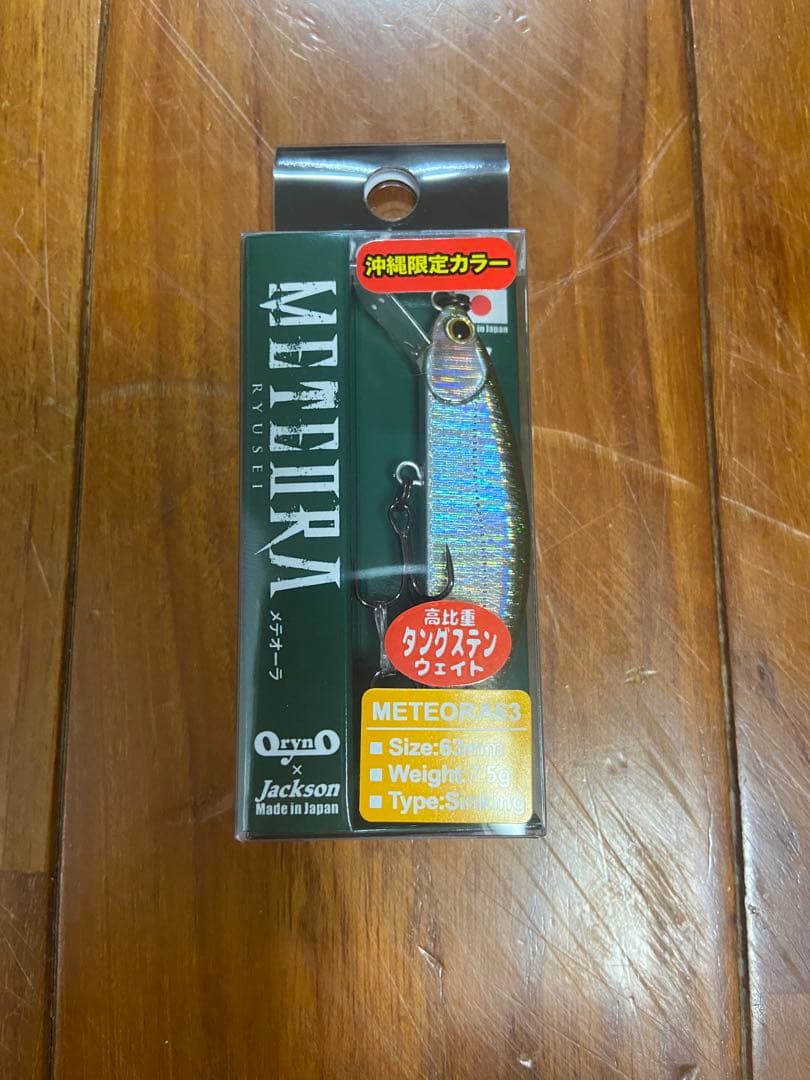 沖縄限定カラー
METEORA
RYUSEI
メテオーラ
in Japan
高比重
タングステン
ウェイト
METEORA63
■ Size:63mm
■ Weight:7.5g
■ Type:Sinking
OrynO
×
Jackson
Made in Japan